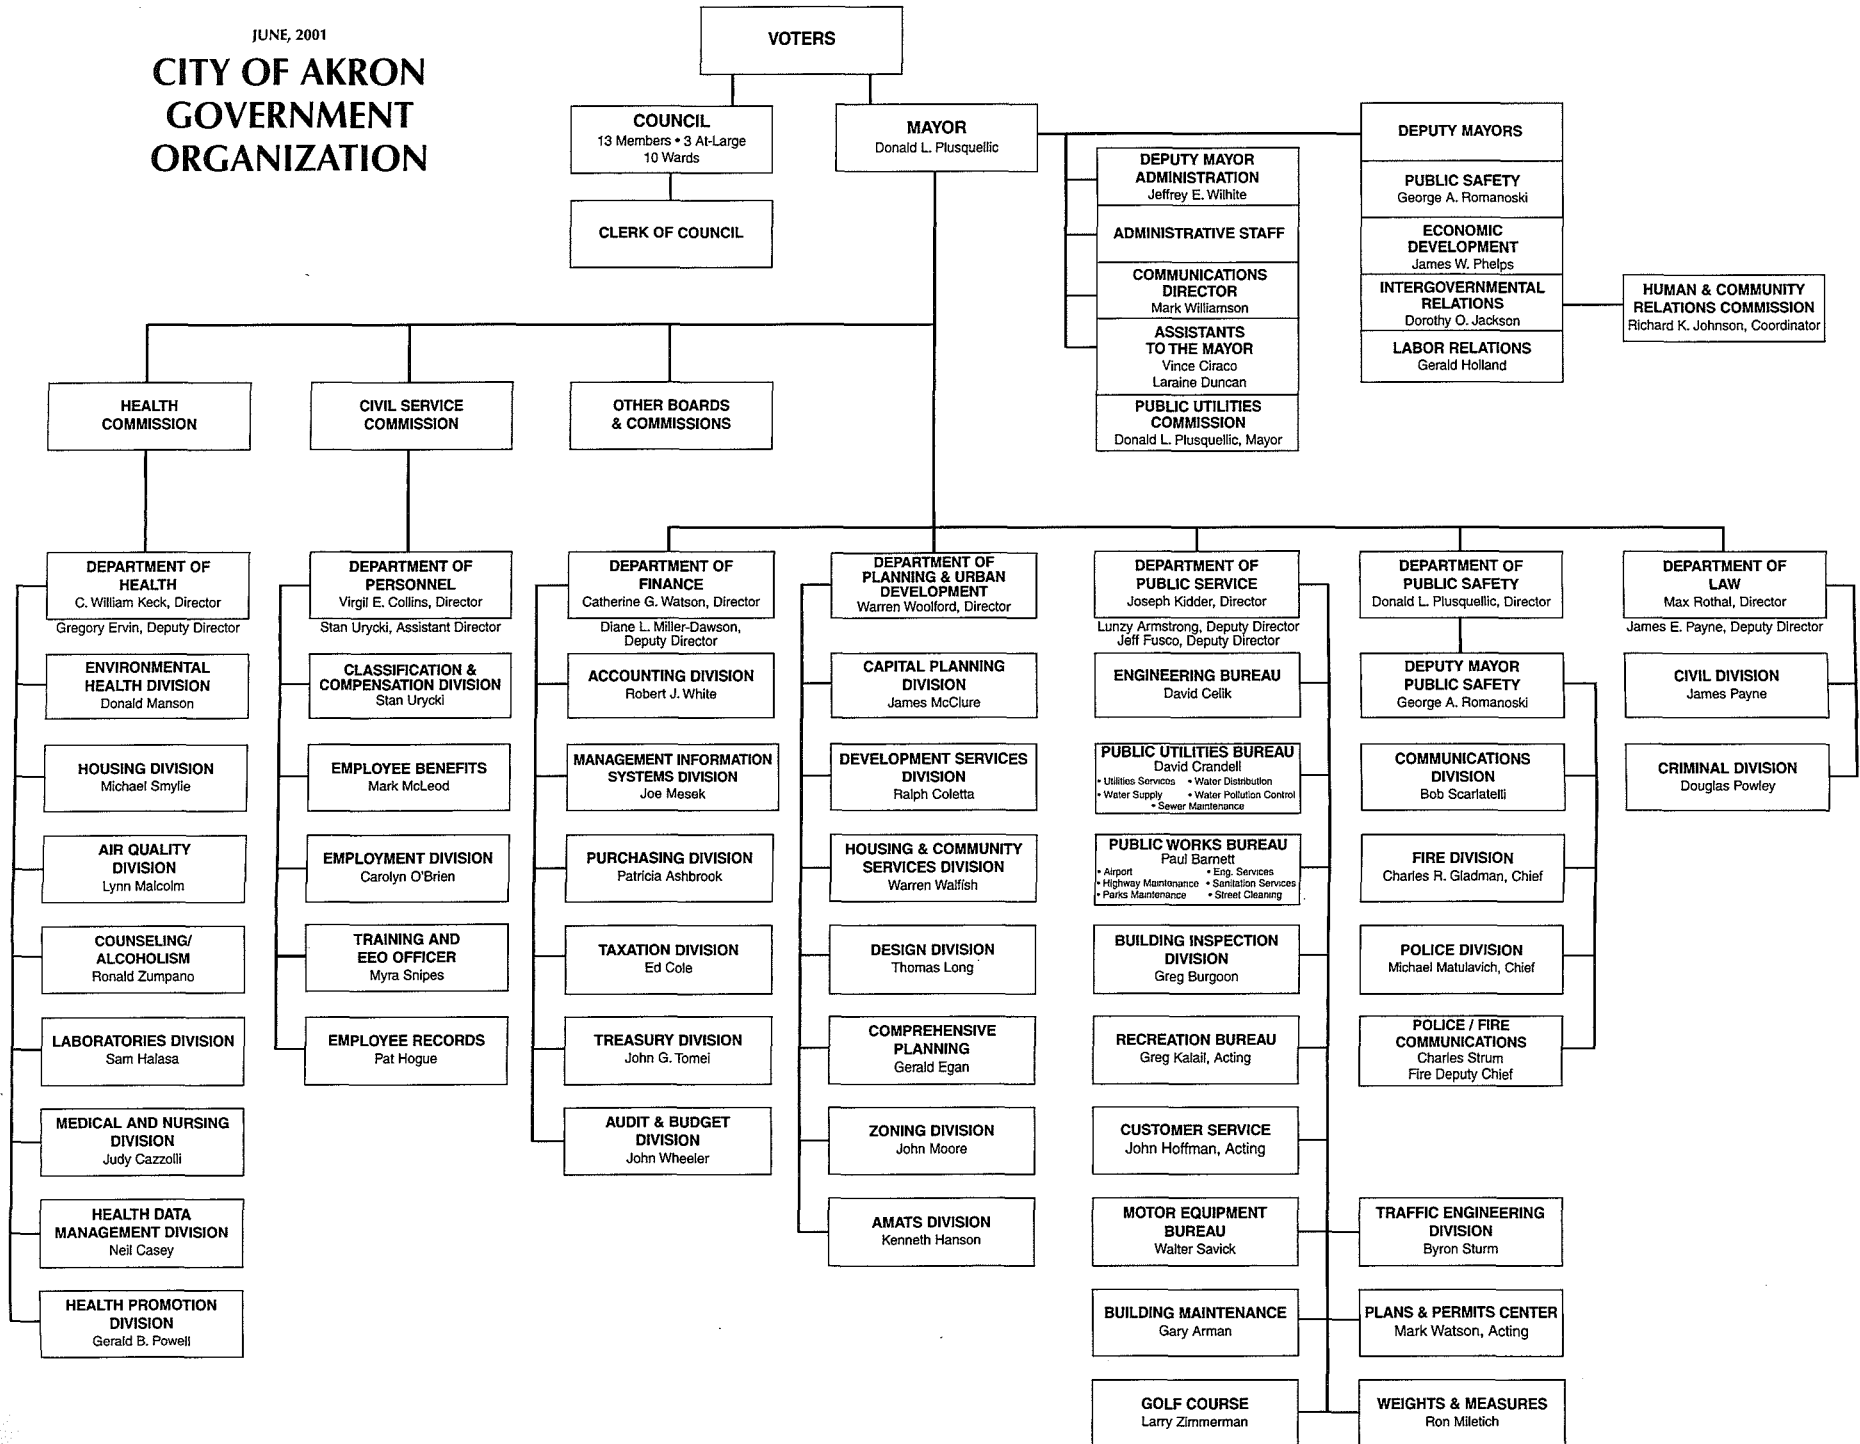 JUNE, 2001
CITY OF AKRON
GOVERNMENT
ORGANIZATION
VOTERS
COUNCIL
13 Members • 3 At-Large
10 Wards
CLERK OF COUNCIL
MAYOR
Donald L. Plusquellic
DEPUTY MAYOR
ADMINISTRATION
Jeffrey E. Wilhite
ADMINISTRATIVE STAFF
COMMUNICATIONS
DIRECTOR
Mark Williamson
ASSISTANTS
TO THE MAYOR
Vince Ciraco
Laraine Duncan
PUBLIC UTILITIES
COMMISSION
Donald L. Plusquellic, Mayor
DEPUTY MAYORS
PUBLIC SAFETY
George A. Romanoski
ECONOMIC
DEVELOPMENT
James W. Phelps
INTERGOVERNMENTAL
RELATIONS
Dorothy O. Jackson
LABOR RELATIONS
Gerald Holland
HUMAN & COMMUNITY
RELATIONS COMMISSION
Richard K. Johnson, Coordinator
HEALTH
COMMISSION
CIVIL SERVICE
COMMISSION
OTHER BOARDS
& COMMISSIONS
DEPARTMENT OF
HEALTH
C. William Keck, Director
Gregory Ervin, Deputy Director
ENVIRONMENTAL
HEALTH DIVISION
Donald Manson
HOUSING DIVISION
Michael Smylie
AIR QUALITY
DIVISION
Lynn Malcolm
COUNSELING/
ALCOHOLISM
Ronald Zumpano
LABORATORIES DIVISION
Sam Halasa
MEDICAL AND NURSING
DIVISION
Judy Cazzolli
HEALTH DATA
MANAGEMENT DIVISION
Neil Casey
HEALTH PROMOTION
DIVISION
Gerald B. Powell
DEPARTMENT OF
PERSONNEL
Virgil E. Collins, Director
Stan Urycki, Assistant Director
CLASSIFICATION &
COMPENSATION DIVISION
Stan Urycki
EMPLOYEE BENEFITS
Mark McLeod
EMPLOYMENT DIVISION
Carolyn O'Brien
TRAINING AND
EEO OFFICER
Myra Snipes
EMPLOYEE RECORDS
Pat Hogue
DEPARTMENT OF
FINANCE
Catherine G. Watson, Director
Diane L. Miller-Dawson,
Deputy Director
ACCOUNTING DIVISION
Robert J. White
MANAGEMENT INFORMATION
SYSTEMS DIVISION
Joe Mesek
PURCHASING DIVISION
Patricia Ashbrook
TAXATION DIVISION
Ed Cole
TREASURY DIVISION
John G. Tomei
AUDIT & BUDGET
DIVISION
John Wheeler
DEPARTMENT OF
PLANNING & URBAN
DEVELOPMENT
Warren Woolford, Director
CAPITAL PLANNING
DIVISION
James McClure
DEVELOPMENT SERVICES
DIVISION
Ralph Coletta
HOUSING & COMMUNITY
SERVICES DIVISION
Warren Walfish
DESIGN DIVISION
Thomas Long
COMPREHENSIVE
PLANNING
Gerald Egan
ZONING DIVISION
John Moore
AMATS DIVISION
Kenneth Hanson
DEPARTMENT OF
PUBLIC SERVICE
Joseph Kidder, Director
Lunzy Armstrong, Deputy Director
Jeff Fusco, Deputy Director
ENGINEERING BUREAU
David Celik
PUBLIC UTILITIES BUREAU
David Crandell
• Utilities Services • Water Distribution
• Water Supply • Water Pollution Control
• Sewer Maintenance
PUBLIC WORKS BUREAU
Paul Barnett
• Airport • Eng. Services
• Highway Maintenance • Sanitation Services
• Parks Maintenance • Street Cleaning
BUILDING INSPECTION
DIVISION
Greg Burgoon
RECREATION BUREAU
Greg Kalail, Acting
CUSTOMER SERVICE
John Hoffman, Acting
MOTOR EQUIPMENT
BUREAU
Walter Savick
BUILDING MAINTENANCE
Gary Arman
GOLF COURSE
Larry Zimmerman
DEPARTMENT OF
PUBLIC SAFETY
Donald L. Plusquellic, Director
DEPUTY MAYOR
PUBLIC SAFETY
George A. Romanoski
COMMUNICATIONS
DIVISION
Bob Scarlatelli
FIRE DIVISION
Charles R. Gladman, Chief
POLICE DIVISION
Michael Matulavich, Chief
POLICE / FIRE
COMMUNICATIONS
Charles Strum
Fire Deputy Chief
TRAFFIC ENGINEERING
DIVISION
Byron Sturm
PLANS & PERMITS CENTER
Mark Watson, Acting
WEIGHTS & MEASURES
Ron Miletich
DEPARTMENT OF
LAW
Max Rothal, Director
James E. Payne, Deputy Director
CIVIL DIVISION
James Payne
CRIMINAL DIVISION
Douglas Powley